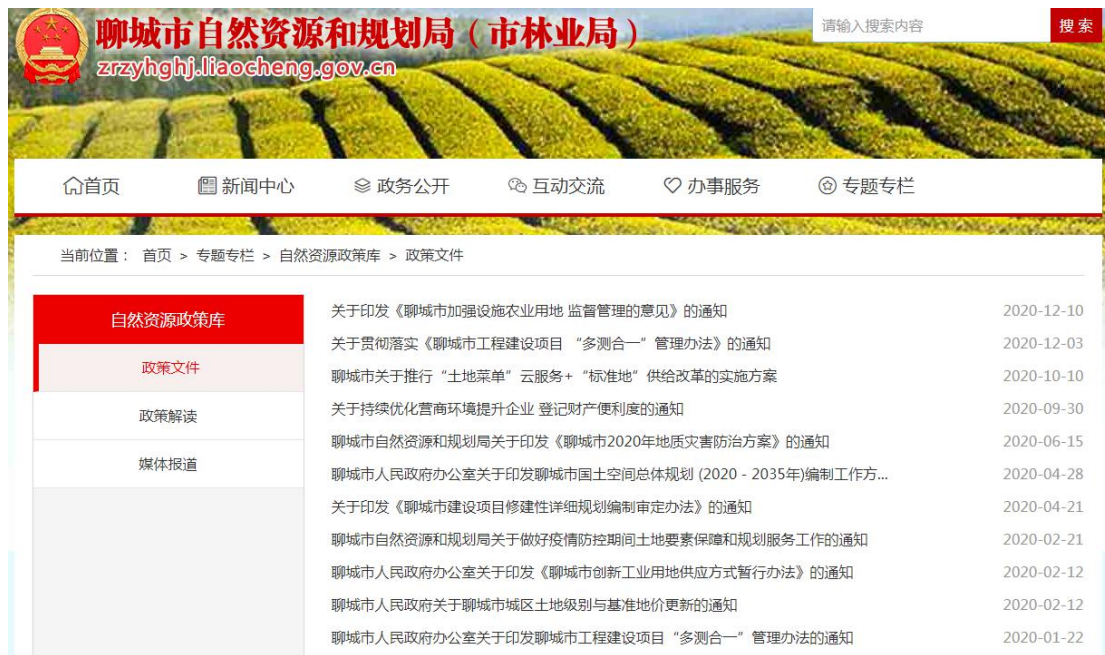 聊城市自然资源和规划局（市林业局）
zrzyhghj.liaocheng.gov.cn
请输入搜索内容 搜 索
首页 新闻中心 政务公开 互动交流 办事服务 专题专栏
当前位置： 首页 > 专题专栏 > 自然资源政策库 > 政策文件
自然资源政策库
政策文件
政策解读
媒体报道
关于印发《聊城市加强设施农业用地 监督管理的意见》的通知 2020-12-10
关于贯彻落实《聊城市工程建设项目 “多测合一”管理办法》的通知 2020-12-03
聊城市关于推行“土地菜单”云服务+“标准地”供给改革的实施方案 2020-10-10
关于持续优化营商环境提升企业 登记财产便利度的通知 2020-09-30
聊城市自然资源和规划局关于印发《聊城市2020年地质灾害防治方案》的通知 2020-06-15
聊城市人民政府办公室关于印发聊城市国土空间总体规划 (2020 - 2035年)编制工作方... 2020-04-28
关于印发《聊城市建设项目修建性详细规划编制审定办法》的通知 2020-04-21
聊城市自然资源和规划局关于做好疫情防控期间土地要素保障和规划服务工作的通知 2020-02-21
聊城市人民政府办公室关于印发《聊城市创新工业用地供应方式暂行办法》的通知 2020-02-12
聊城市人民政府关于聊城市城区土地级别与基准地价更新的通知 2020-02-12
聊城市人民政府办公室关于印发聊城市工程建设项目“多测合一”管理办法的通知 2020-01-22